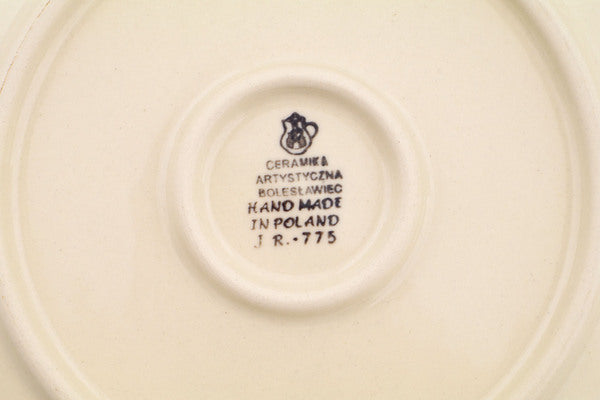 CERAMIKA
ARTYSTYCZNA
BOLESŁAWIEC
HAND MADE
IN POLAND
J R.-775